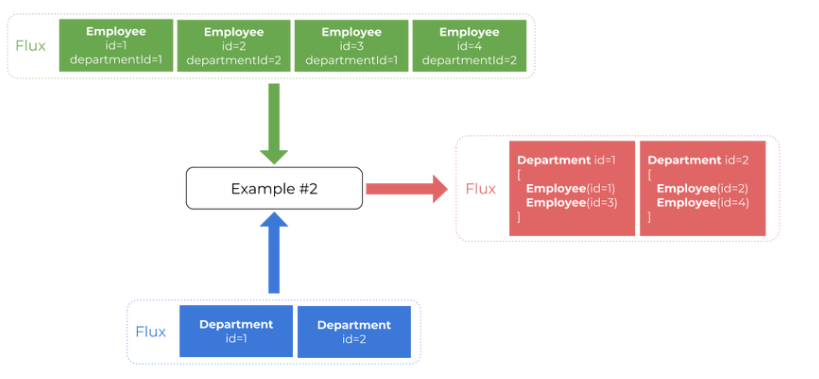 Flux
Employee
id=1
departmentId=1
Employee
id=2
departmentId=2
Employee
id=3
departmentId=1
Employee
id=4
departmentId=2
Example #2
Flux
Department id=1
[
Employee(id=1)
Employee(id=3)
]
Department id=2
[
Employee(id=2)
Employee(id=4)
]
Flux
Department
id=1
Department
id=2